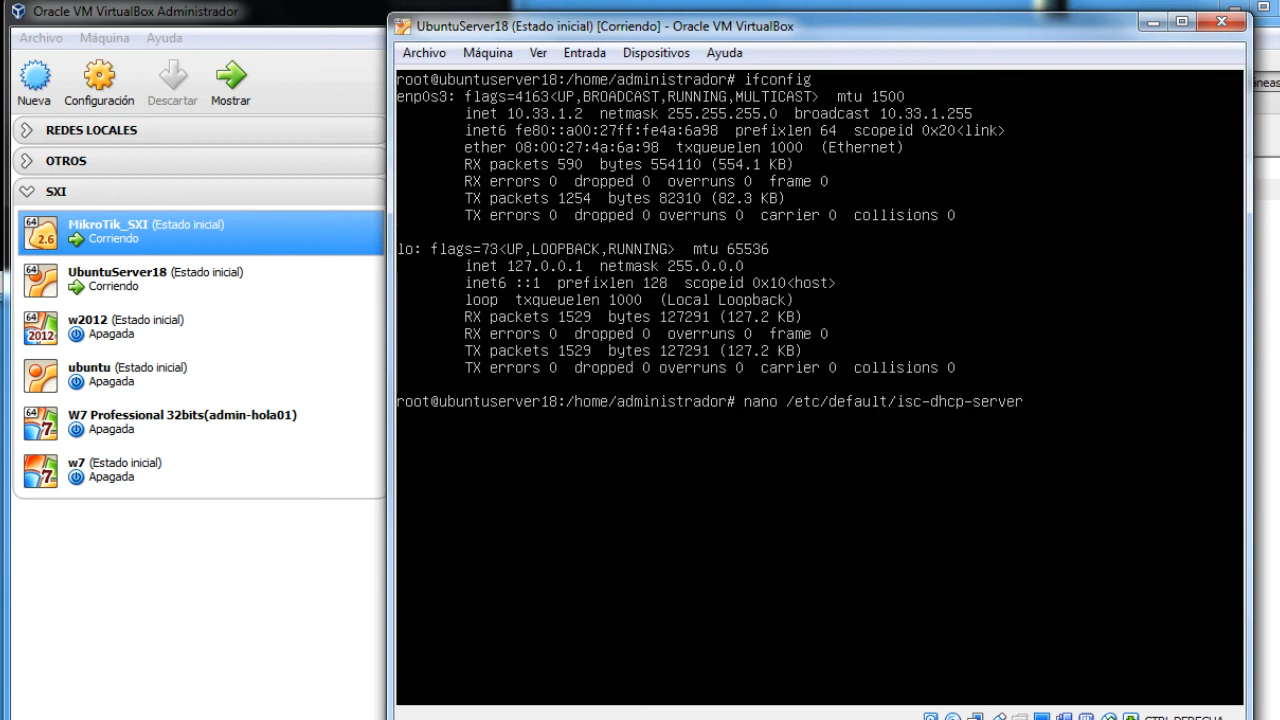 Oracle VM VirtualBox Administrador
Archivo Máquina Ayuda
Nueva Configuración Descartar Mostrar
REDES LOCALES
OTROS
SXI
64
2.6
MikroTik_SXI (Estado inicial)
Corriendo
64
UbuntuServer18 (Estado inicial)
Corriendo
64
2012
w2012 (Estado inicial)
Apagada
ubuntu (Estado inicial)
Apagada
64
7
W7 Professional 32bits(admin-hola01)
Apagada
7
w7 (Estado inicial)
Apagada
UbuntuServer18 (Estado inicial) [Corriendo] - Oracle VM VirtualBox
Archivo Máquina Ver Entrada Dispositivos Ayuda
root@ubuntuserver18:/home/administrador# ifconfig
enp0s3: flags=4163<UP,BROADCAST,RUNNING,MULTICAST> mtu 1500
inet 10.33.1.2 netmask 255.255.255.0 broadcast 10.33.1.255
inet6 fe80::a00:27ff:fe4a:6a98 prefixlen 64 scopeid 0x20<link>
ether 08:00:27:4a:6a:98 txqueuelen 1000 (Ethernet)
RX packets 590 bytes 554110 (554.1 KB)
RX errors 0 dropped 0 overruns 0 frame 0
TX packets 1254 bytes 82310 (82.3 KB)
TX errors 0 dropped 0 overruns 0 carrier 0 collisions 0
lo: flags=73<UP,LOOPBACK,RUNNING> mtu 65536
inet 127.0.0.1 netmask 255.0.0.0
inet6 ::1 prefixlen 128 scopeid 0x10<host>
loop txqueuelen 1000 (Local Loopback)
RX packets 1529 bytes 127291 (127.2 KB)
RX errors 0 dropped 0 overruns 0 frame 0
TX packets 1529 bytes 127291 (127.2 KB)
TX errors 0 dropped 0 overruns 0 carrier 0 collisions 0
root@ubuntuserver18:/home/administrador# nano /etc/default/isc-dhcp-server
CTRL DERECHA